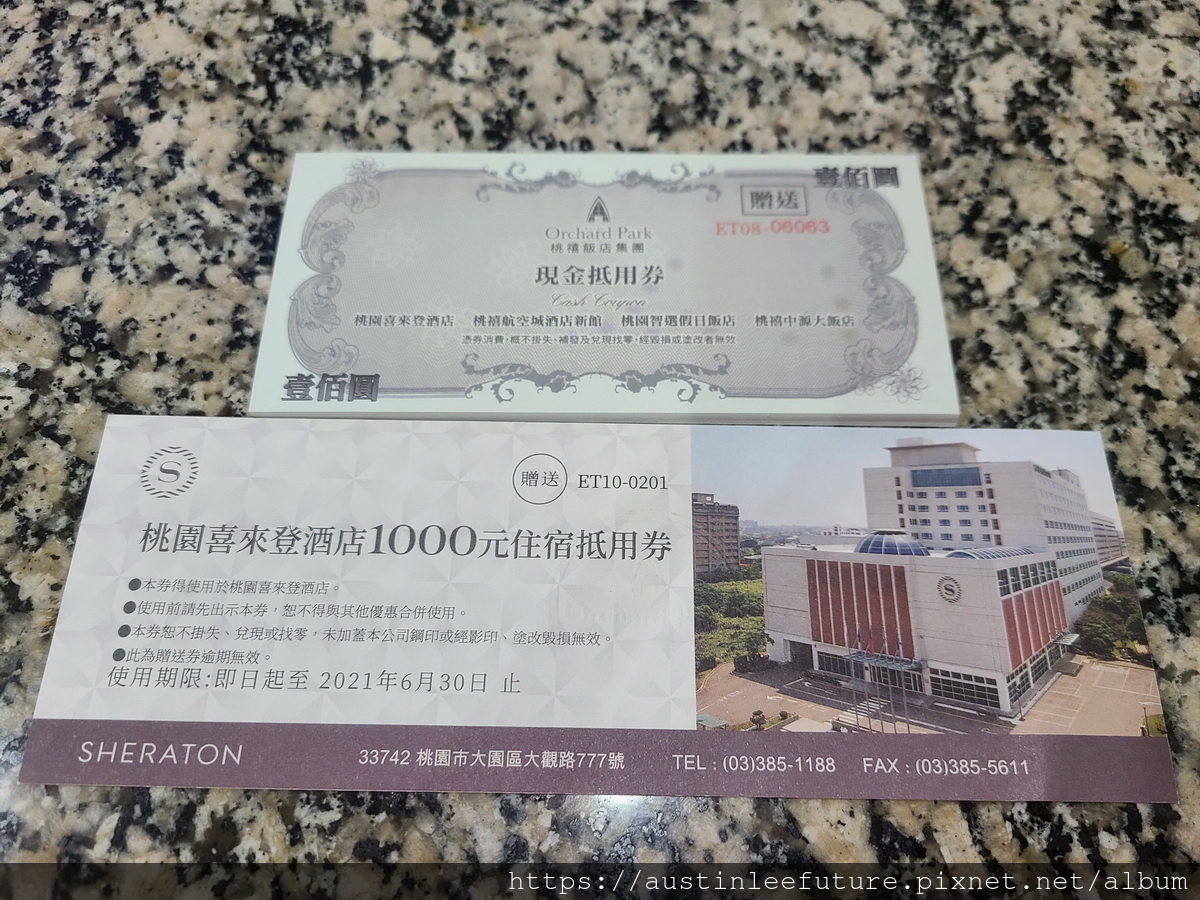 壹佰圓
贈送
ET08-06063
Orchard Park
桃禧飯店集團
現金抵用券
Cash Coupon
桃園喜來登酒店 桃禧航空城酒店新館 桃園智選假日飯店 桃禧中源大飯店
憑券消費,概不掛失、補發及兌現找零,經毀損或塗改者無效
壹佰圓
S
贈送 ET10-0201
桃園喜來登酒店1000元住宿抵用券
●本券得使用於桃園喜來登酒店。
●使用前請先出示本券,恕不得與其他優惠合併使用。
●本券恕不掛失、兌現或找零,未加蓋本公司鋼印或經影印、塗改毀損無效。
●此為贈送券逾期無效。
使用期限:即日起至 2021年6月30日 止
S
SHERATON 33742 桃園市大園區大觀路777號 TEL : (03)385-1188 FAX : (03)385-5611
https://austinleefuture.pixnet.net/album